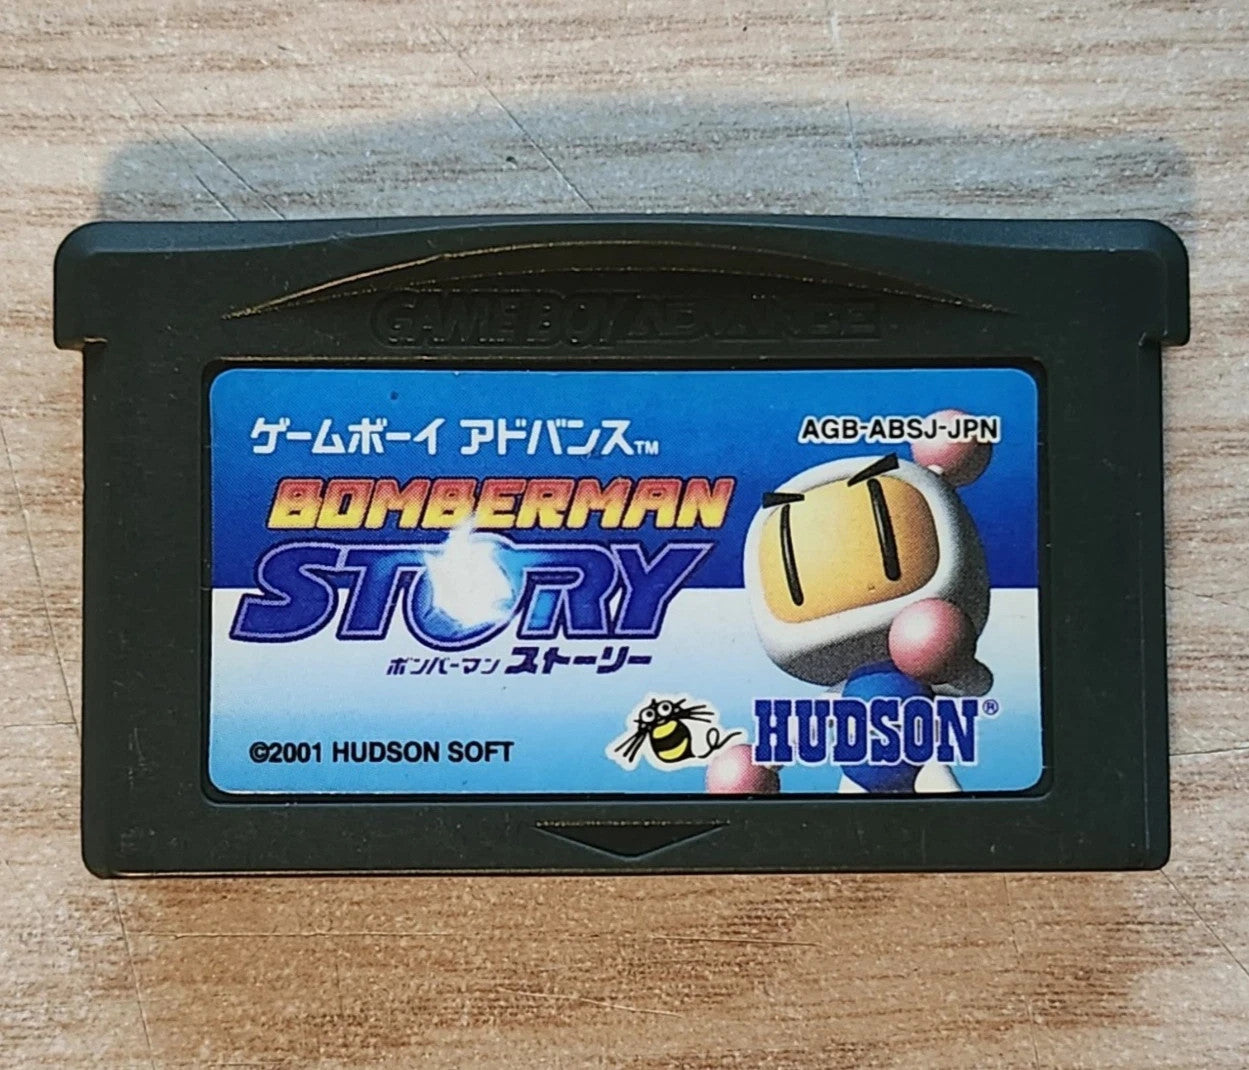 GAME BOY ADVANCE
ゲームボーイ アドバンス™
AGB-ABSJ-JPN
BOMBERMAN
STORY
ボンバーマン ストーリー
©2001 HUDSON SOFT
HUDSON®